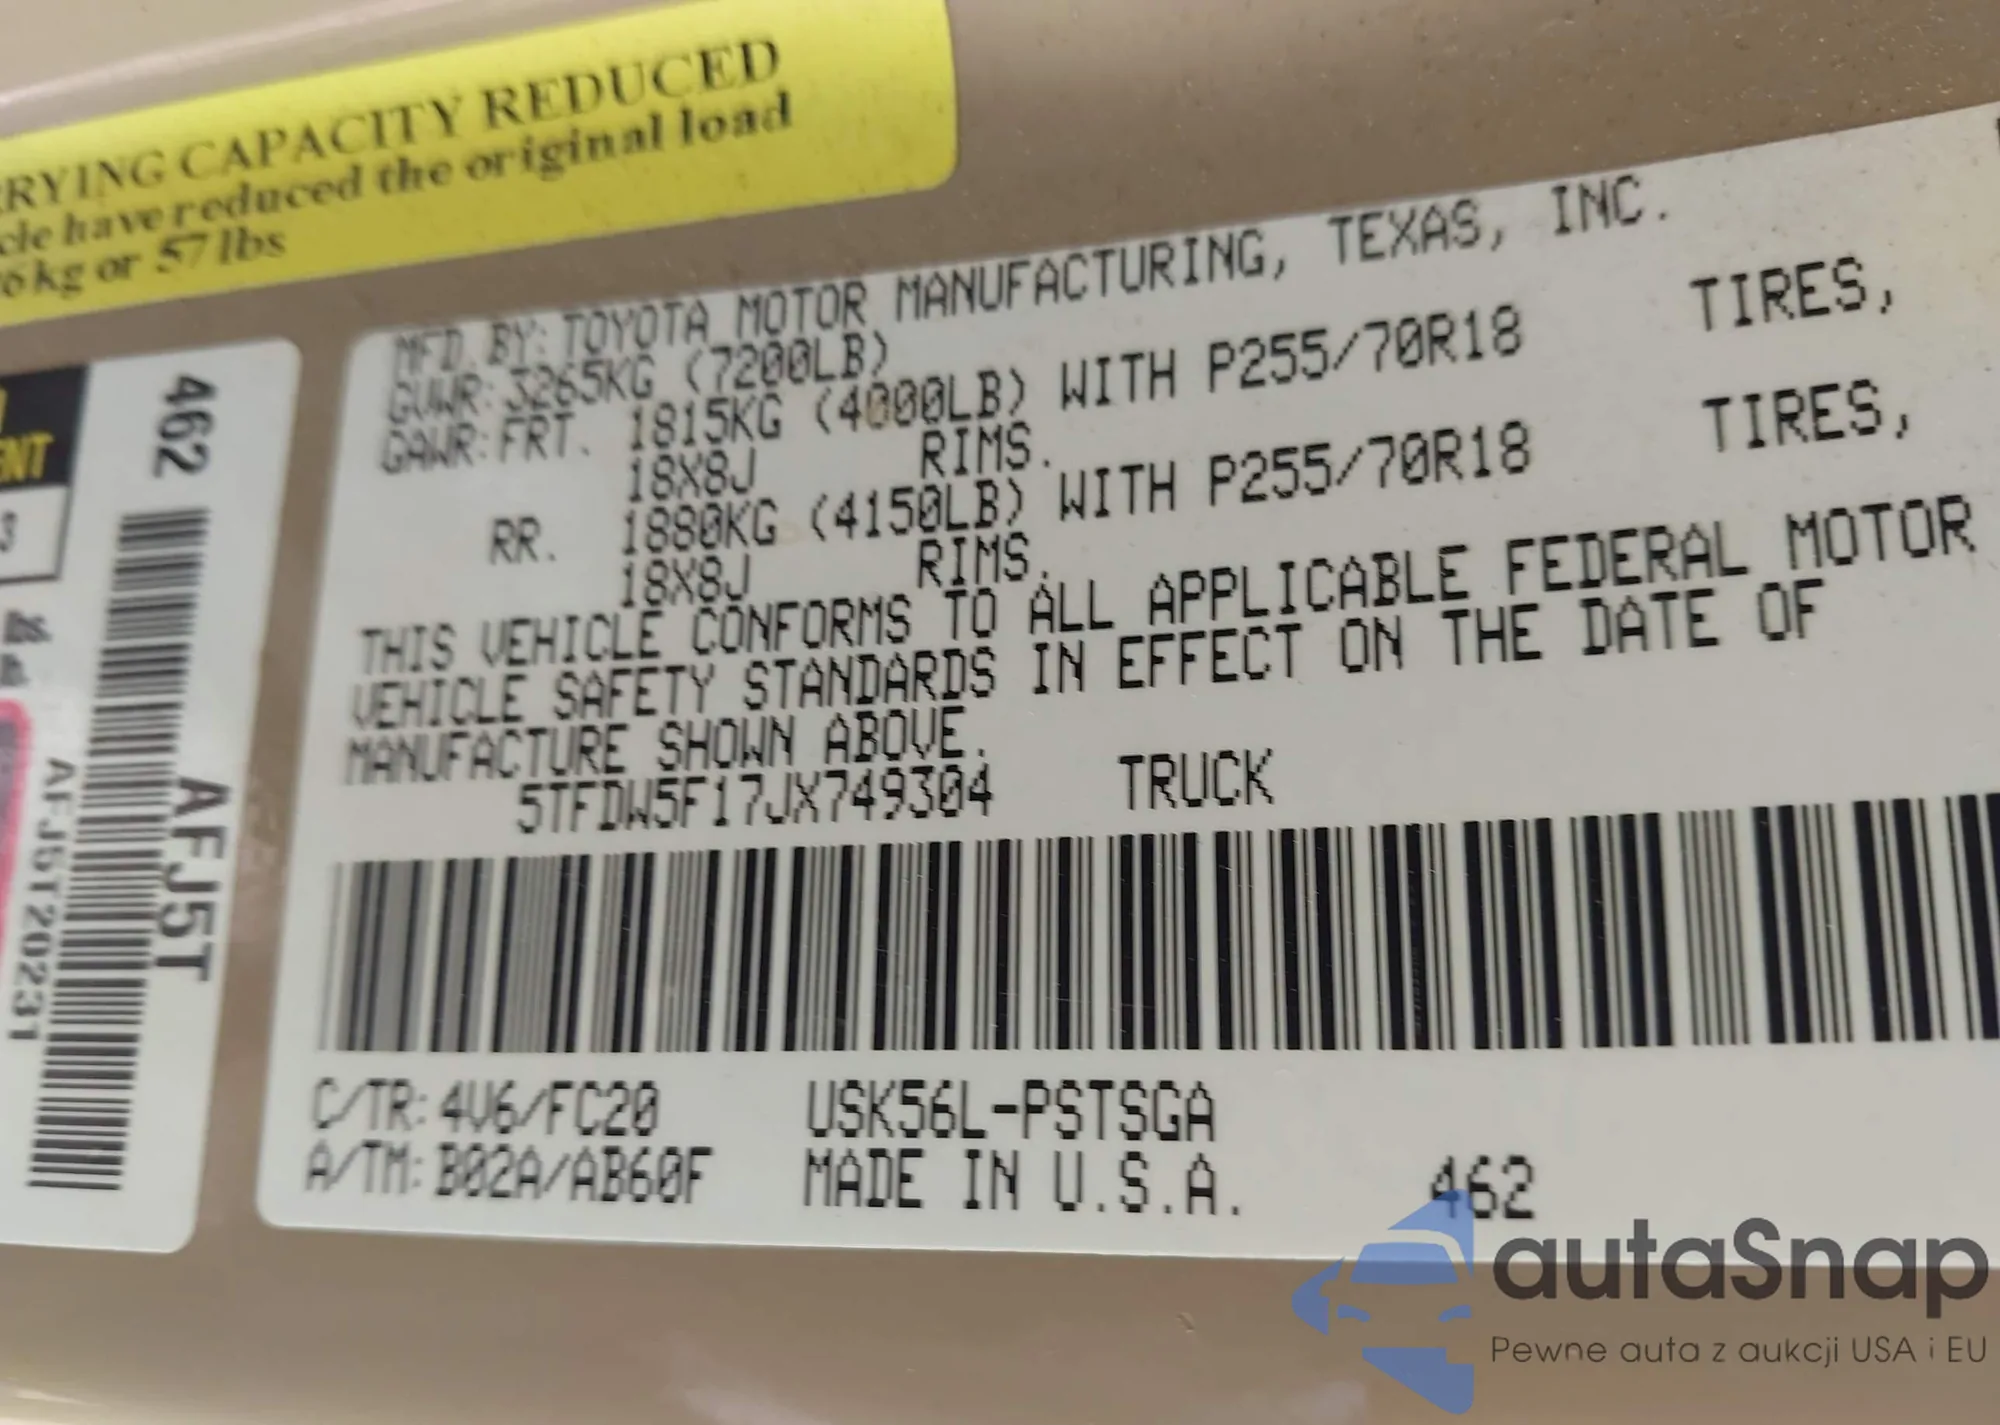 RRYING CAPACITY REDUCED
cle have reduced the original load
6 kg or 57 lbs
MFD. BY: TOYOTA MOTOR MANUFACTURING, TEXAS, INC.
GVWR: 3265KG (7200LB)
GAWR: FRT. 1815KG (4000LB) WITH P255/70R18 TIRES,
18X8J RIMS.
RR. 1880KG (4150LB) WITH P255/70R18 TIRES,
18X8J RIMS.
THIS VEHICLE CONFORMS TO ALL APPLICABLE FEDERAL MOTOR
VEHICLE SAFETY STANDARDS IN EFFECT ON THE DATE OF
MANUFACTURE SHOWN ABOVE.
5TFDW5F17JX749304 TRUCK
C/TR: 4V6/FC20 USK56L-PSTSGA
A/TM: B02A/AB60F MADE IN U.S.A. 462
462
AFJ5T
AFJ5T20231
ENT
3
autaSnap
Pewne auta z aukcji USA i EU